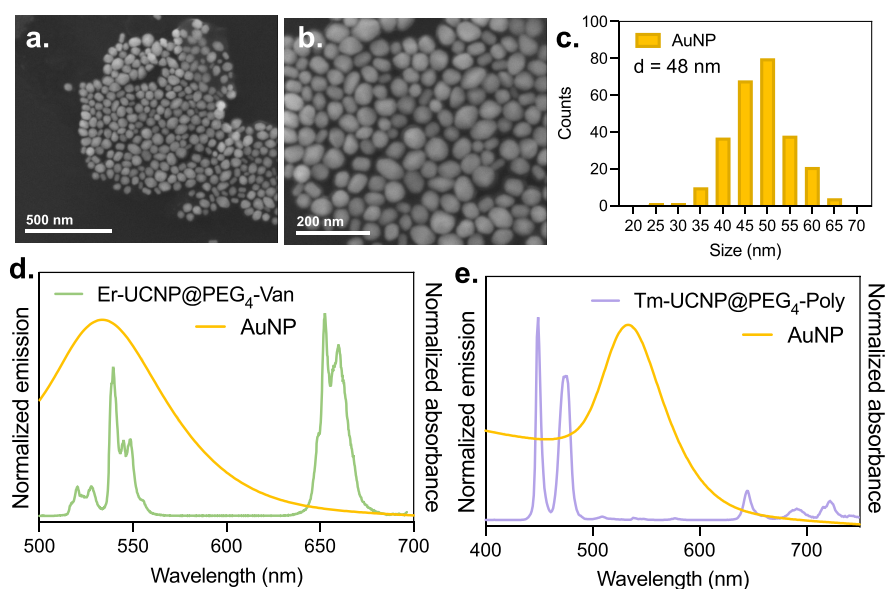 a.
500 nm
b.
200 nm
c.
100
80
60
40
20
0
Counts
AuNP
d = 48 nm
20 25 30 35 40 45 50 55 60 65 70
Size (nm)
d.
Normalized emission
Er-UCNP@PEG₄-Van
AuNP
Normalized absorbance
500 550 600 650 700
Wavelength (nm)
e.
Normalized emission
Tm-UCNP@PEG₄-Poly
AuNP
Normalized absorbance
400 500 600 700
Wavelength (nm)